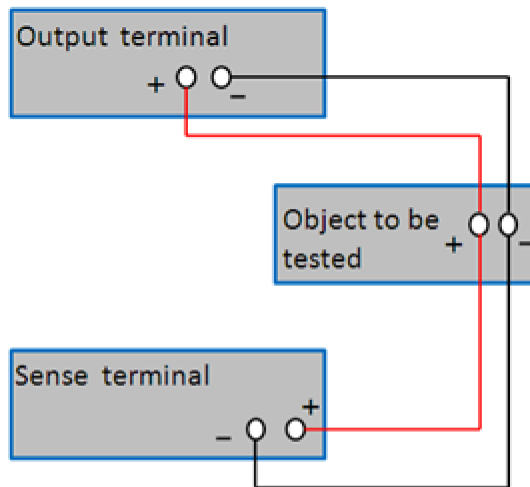 Output terminal
+ −
Object to be
tested
+ −
Sense terminal
− +